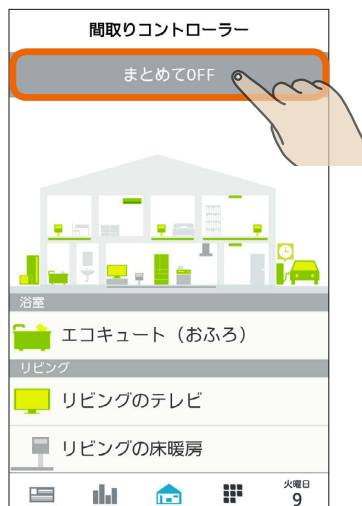 間取りコントローラー
まとめてOFF
浴室
エコキュート（おふろ）
リビング
リビングのテレビ
リビングの床暖房
火曜日
9